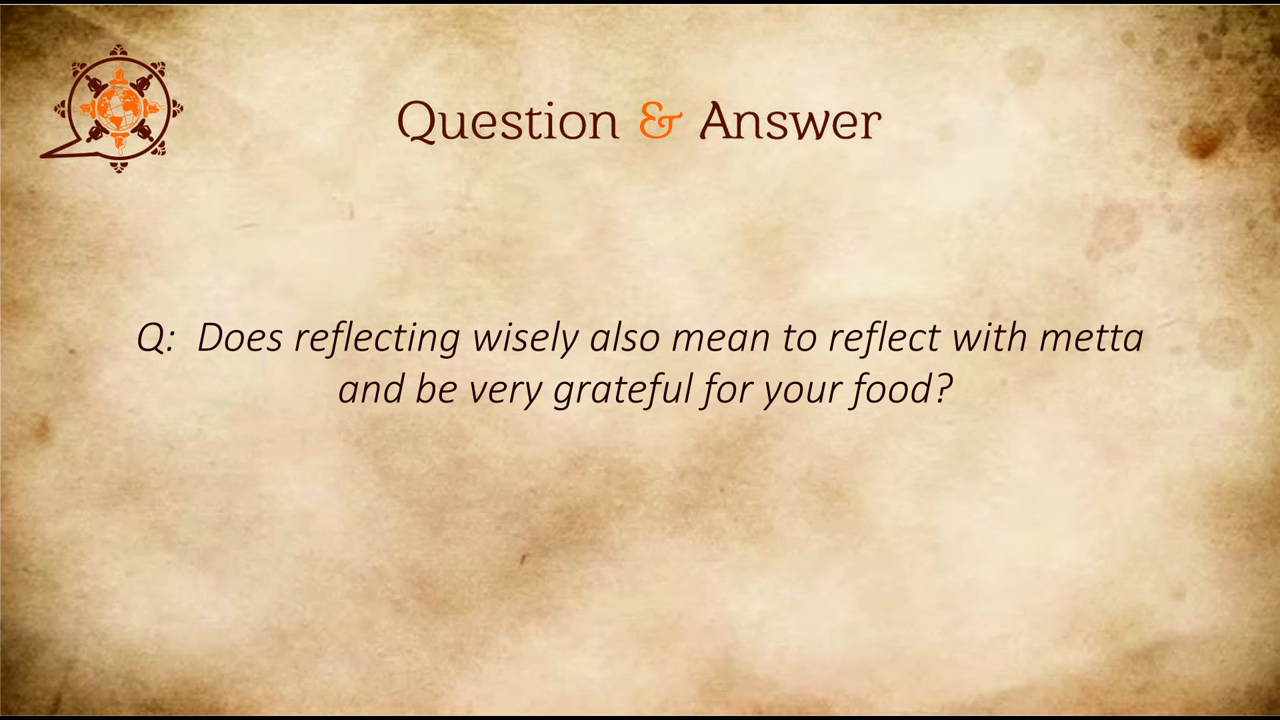 Question & Answer
Q: Does reflecting wisely also mean to reflect with metta
and be very grateful for your food?